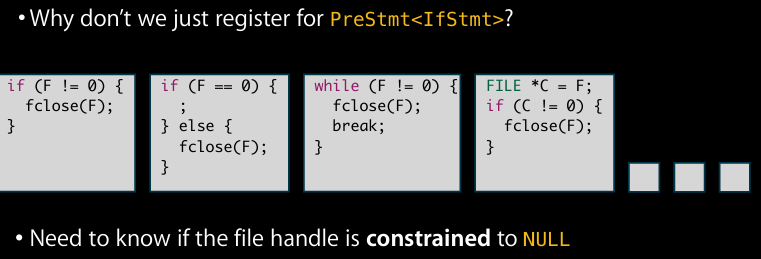 • Why don't we just register for PreStmt<IfStmt>?
if (F != 0) {
  fclose(F);
}
if (F == 0) {
  ;
} else {
  fclose(F);
}
while (F != 0) {
  fclose(F);
  break;
}
FILE *C = F;
if (C != 0) {
  fclose(F);
}
• Need to know if the file handle is constrained to NULL